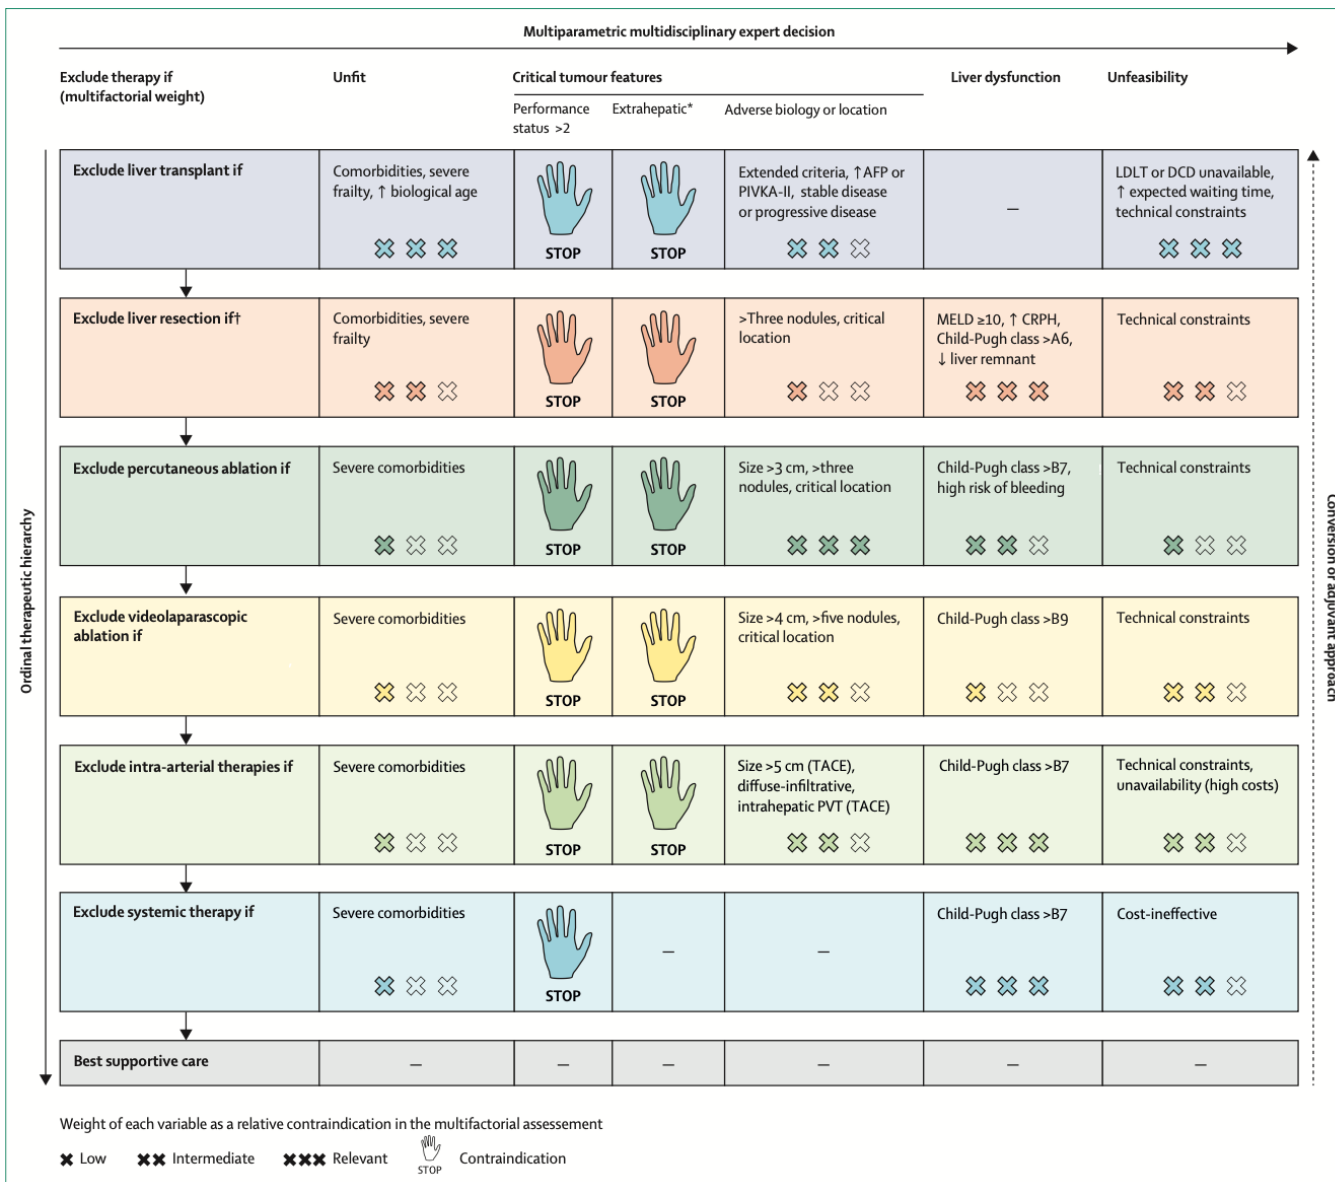 Multiparametric multidisciplinary expert decision
Exclude therapy if
(multifactorial weight)
Unfit
Critical tumour features
Liver dysfunction
Unfeasibility
Performance
status >2
Extrahepatic*
Adverse biology or location
Ordinal therapeutic hierarchy
Conversion or adjuvant approach
Exclude liver transplant if
Comorbidities, severe
frailty, ↑ biological age
STOP
STOP
Extended criteria, ↑AFP or
PIVKA-II, stable disease
or progressive disease
–
LDLT or DCD unavailable,
↑ expected waiting time,
technical constraints
Exclude liver resection if†
Comorbidities, severe
frailty
STOP
STOP
>Three nodules, critical
location
MELD ≥10, ↑ CRPH,
Child-Pugh class >A6,
↓ liver remnant
Technical constraints
Exclude percutaneous ablation if
Severe comorbidities
STOP
STOP
Size >3 cm, >three
nodules, critical location
Child-Pugh class >B7,
high risk of bleeding
Technical constraints
Exclude videolaparascopic
ablation if
Severe comorbidities
STOP
STOP
Size >4 cm, >five nodules,
critical location
Child-Pugh class >B9
Technical constraints
Exclude intra-arterial therapies if
Severe comorbidities
STOP
STOP
Size >5 cm (TACE),
diffuse-infiltrative,
intrahepatic PVT (TACE)
Child-Pugh class >B7
Technical constraints,
unavailability (high costs)
Exclude systemic therapy if
Severe comorbidities
STOP
–
–
Child-Pugh class >B7
Cost-ineffective
Best supportive care
–
–
–
–
–
–
Weight of each variable as a relative contraindication in the multifactorial assessement
Low
Intermediate
Relevant
STOP
Contraindication